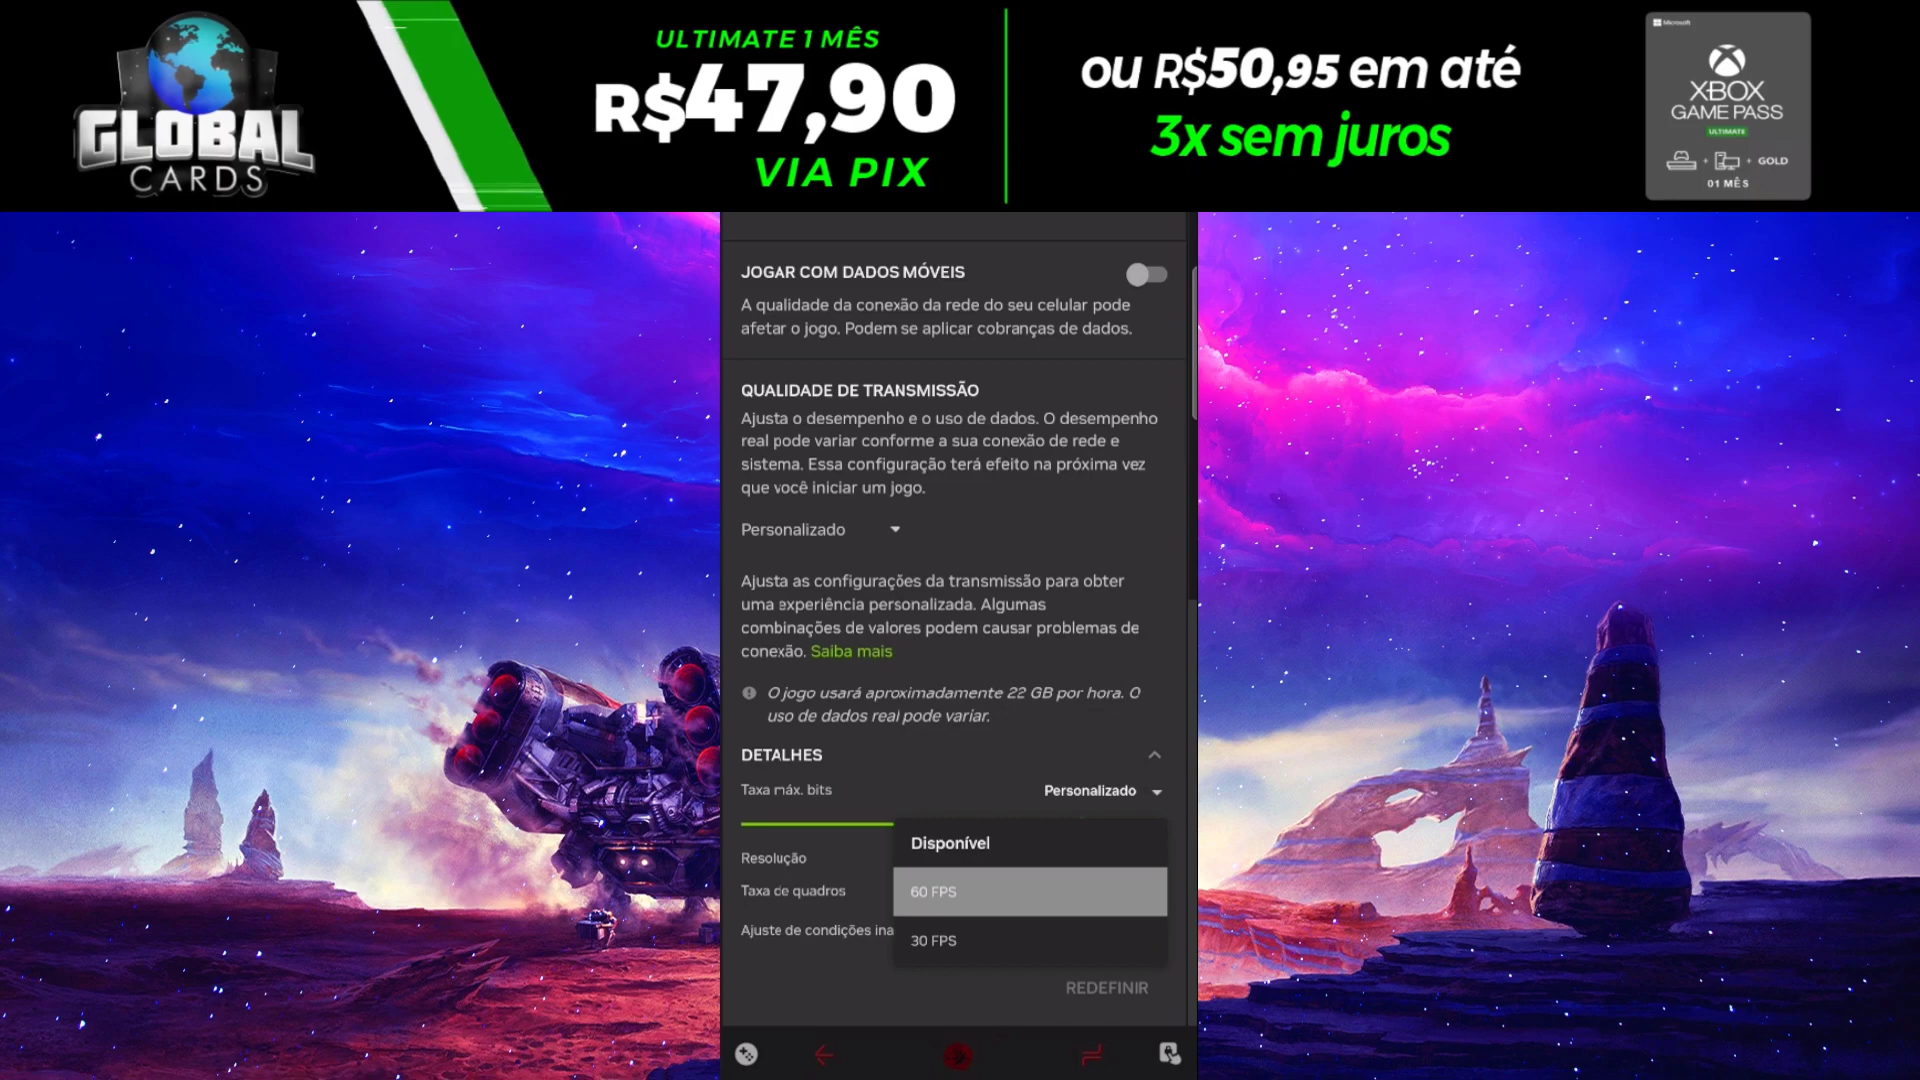 GLOBAL
CARDS
ULTIMATE 1 MÊS
R$47,90
VIA PIX
ou R$50,95 em até
3x sem juros
Microsoft
XBOX
GAME PASS
ULTIMATE
+ + GOLD
01 MÊS
JOGAR COM DADOS MÓVEIS
A qualidade da conexão da rede do seu celular pode
afetar o jogo. Podem se aplicar cobranças de dados.
QUALIDADE DE TRANSMISSÃO
Ajusta o desempenho e o uso de dados. O desempenho
real pode variar conforme a sua conexão de rede e
sistema. Essa configuração terá efeito na próxima vez
que você iniciar um jogo.
Personalizado
Ajusta as configurações da transmissão para obter
uma experiência personalizada. Algumas
combinações de valores podem causar problemas de
conexão. Saiba mais
O jogo usará aproximadamente 22 GB por hora. O
uso de dados real pode variar.
DETALHES
Taxa máx. bits Personalizado
Disponível
Resolução
Taxa de quadros 60 FPS
Ajuste de condições ina
30 FPS
REDEFINIR